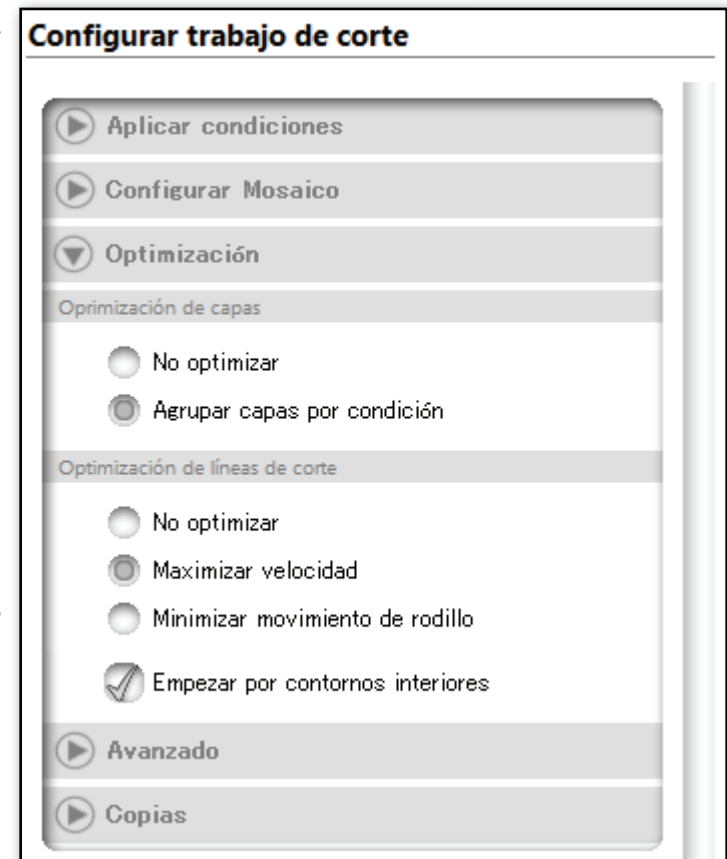 Configurar trabajo de corte
Aplicar condiciones
Configurar Mosaico
Optimización
Oprimización de capas
No optimizar
Agrupar capas por condición
Optimización de líneas de corte
No optimizar
Maximizar velocidad
Minimizar movimiento de rodillo
Empezar por contornos interiores
Avanzado
Copias